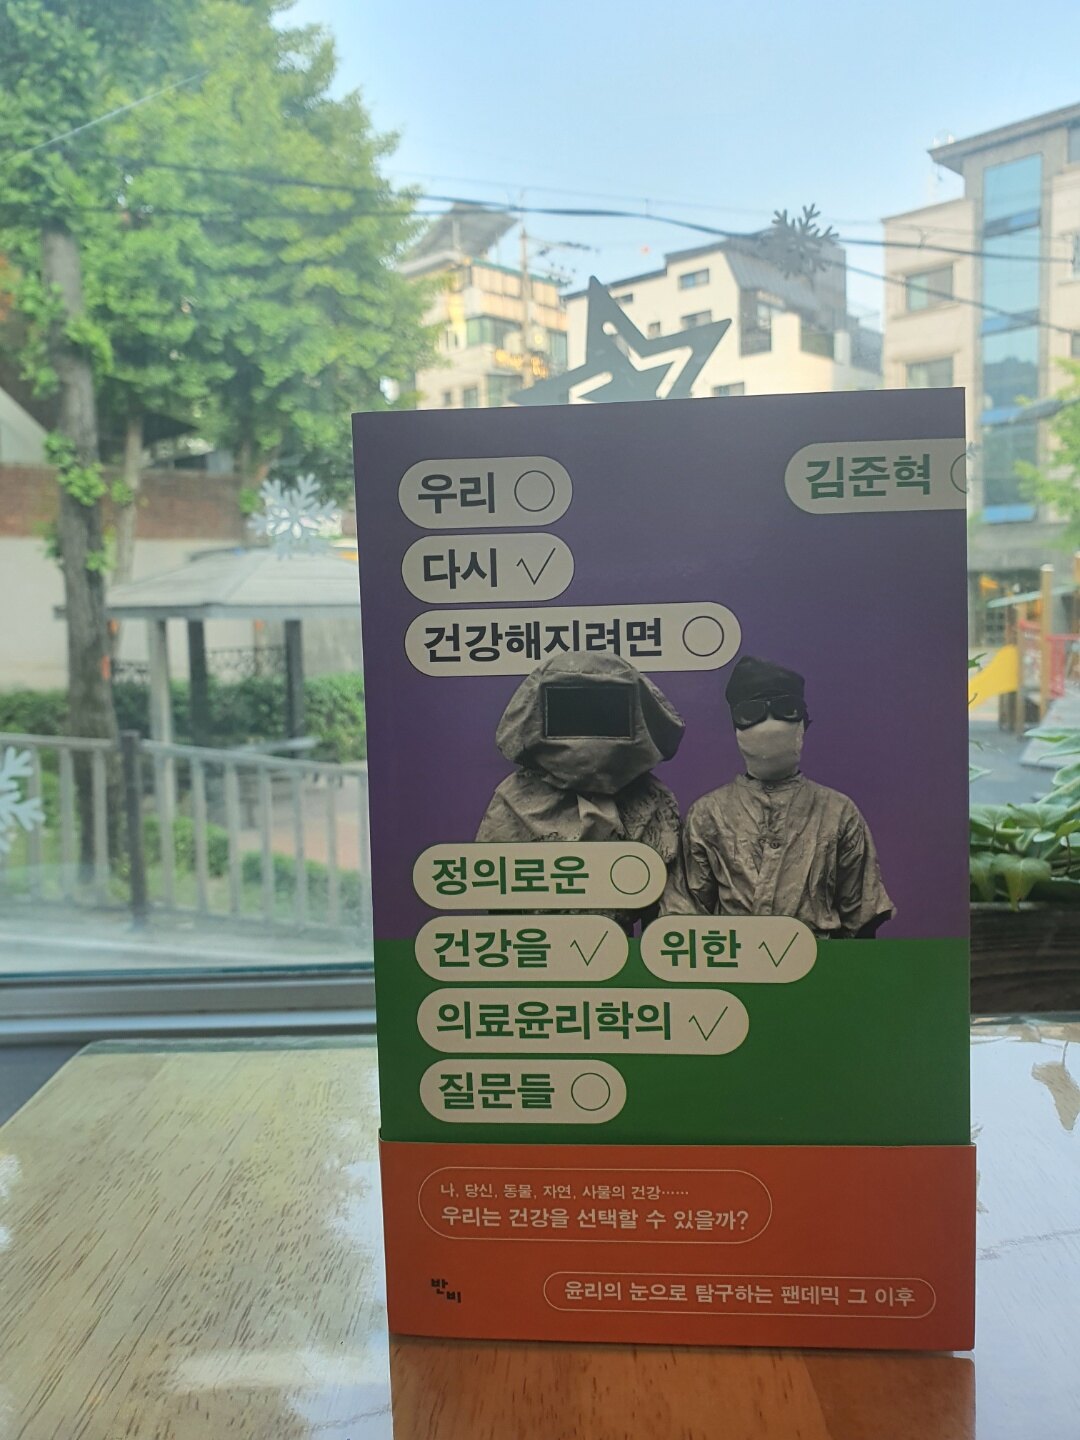 우리
김준혁
다시
건강해지려면
정의로운
건강을 위한
의료윤리학의
질문들
나, 당신, 동물, 자연, 사물의 건강……
우리는 건강을 선택할 수 있을까?
반비
윤리의 눈으로 탐구하는 팬데믹 그 이후